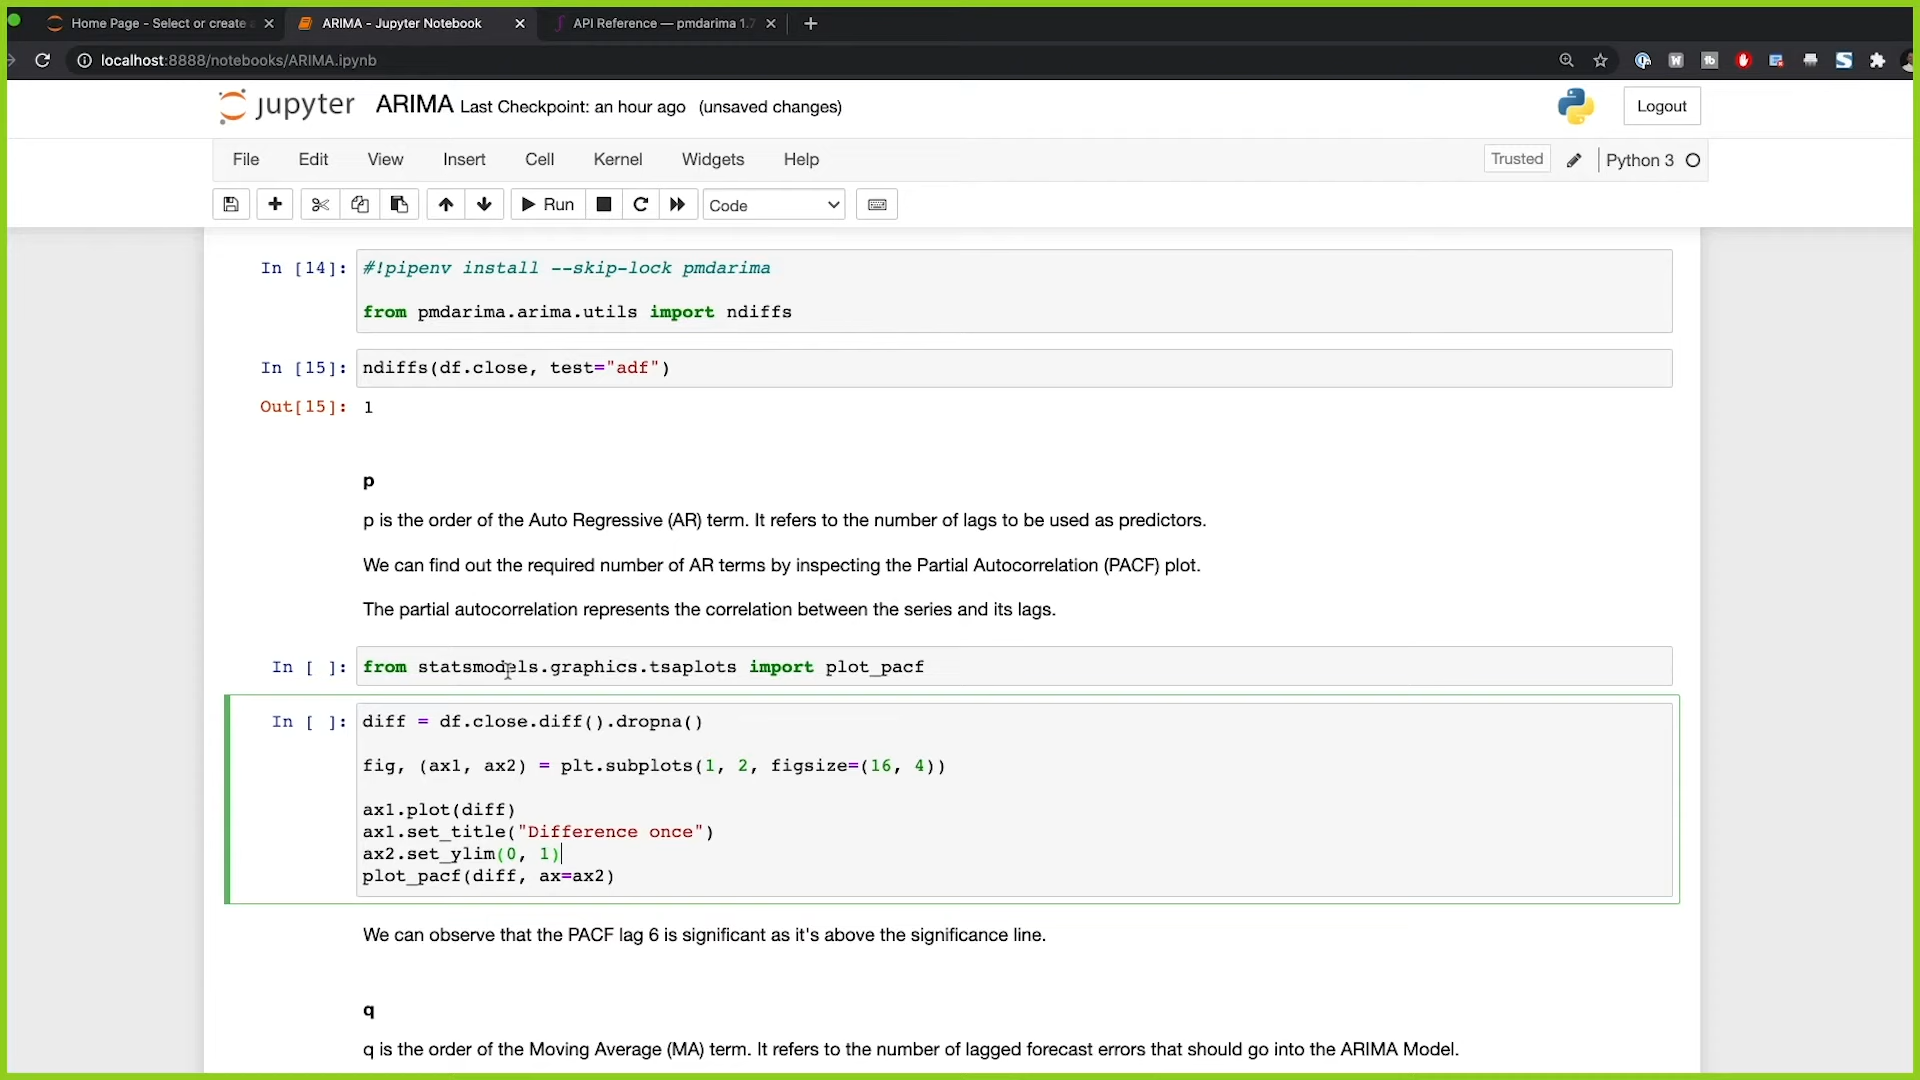 Home Page - Select or create
ARIMA - Jupyter Notebook
API Reference — pmdarima 1.7
localhost:8888/notebooks/ARIMA.ipynb
jupyter ARIMA Last Checkpoint: an hour ago (unsaved changes)
Logout
File Edit View Insert Cell Kernel Widgets Help
Trusted Python 3
Run Code
In [14]: #!pipenv install --skip-lock pmdarima
from pmdarima.arima.utils import ndiffs
In [15]: ndiffs(df.close, test="adf")
Out[15]: 1
p
p is the order of the Auto Regressive (AR) term. It refers to the number of lags to be used as predictors.
We can find out the required number of AR terms by inspecting the Partial Autocorrelation (PACF) plot.
The partial autocorrelation represents the correlation between the series and its lags.
In [ ]: from statsmodels.graphics.tsaplots import plot_pacf
In [ ]: diff = df.close.diff().dropna()
fig, (ax1, ax2) = plt.subplots(1, 2, figsize=(16, 4))
ax1.plot(diff)
ax1.set_title("Difference once")
ax2.set_ylim(0, 1)
plot_pacf(diff, ax=ax2)
We can observe that the PACF lag 6 is significant as it's above the significance line.
q
q is the order of the Moving Average (MA) term. It refers to the number of lagged forecast errors that should go into the ARIMA Model.